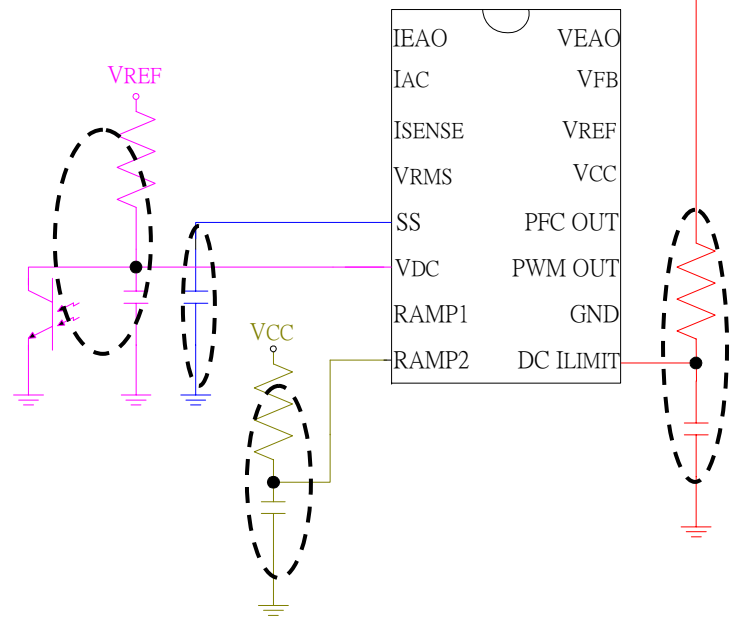 IEAO VEAO
VREF
IAC VFB
ISENSE VREF
VRMS VCC
SS PFC OUT
VDC PWM OUT
RAMP1 GND
VCC
RAMP2 DC ILIMIT